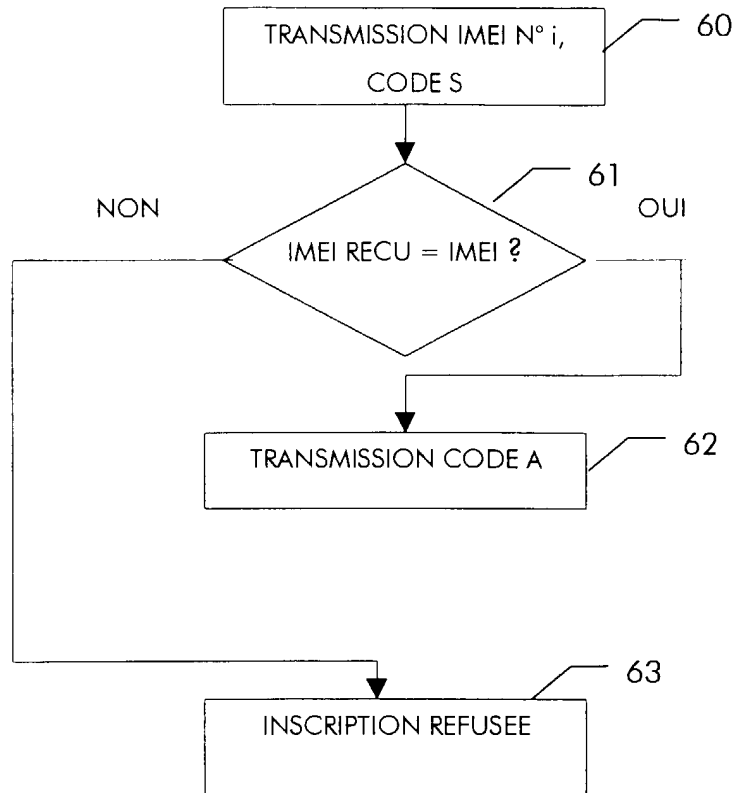 TRANSMISSION IMEI N° i,
CODE S
60
61
NON
OUI
IMEI RECU = IMEI ?
TRANSMISSION CODE A
62
63
INSCRIPTION REFUSEE